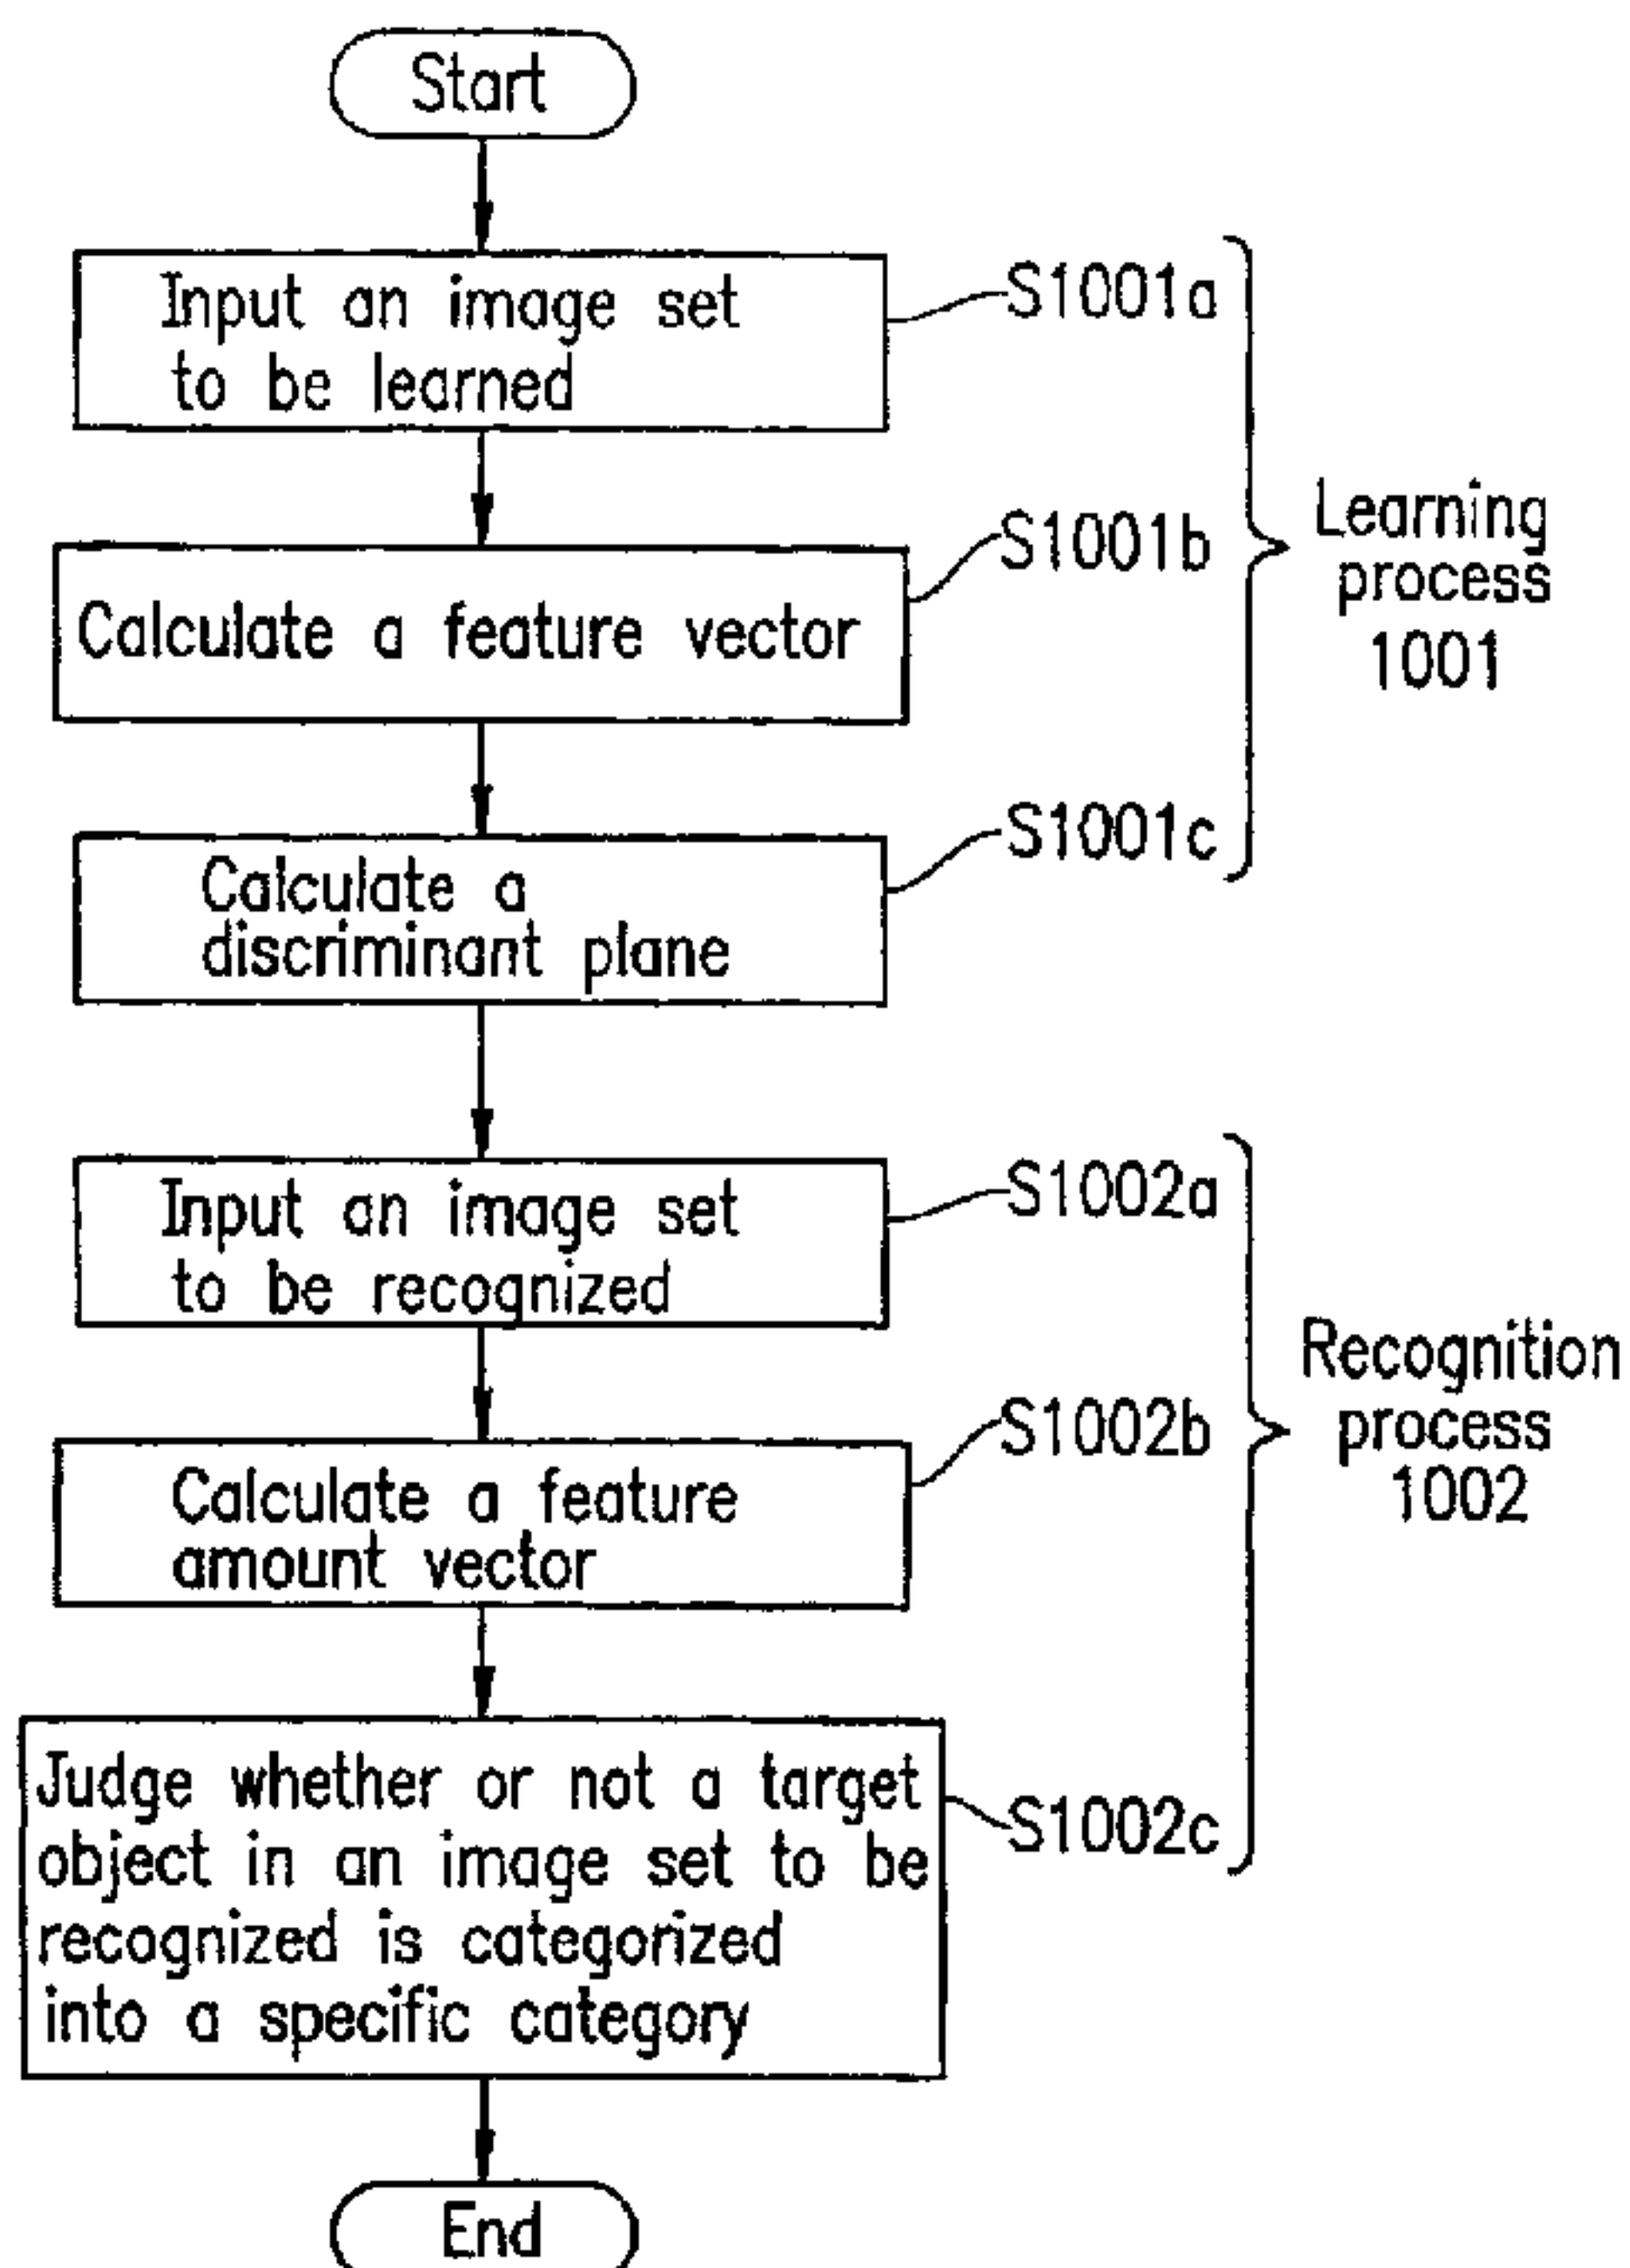 Start
Input an image set
to be learned
S1001a
Calculate a feature vector
S1001b
Learning
process
1001
Calculate a
discriminant plane
S1001c
Input an image set
to be recognized
S1002a
Calculate a feature
amount vector
S1002b
Recognition
process
1002
Judge whether or not a target
object in an image set to be
recognized is categorized
into a specific category
S1002c
End